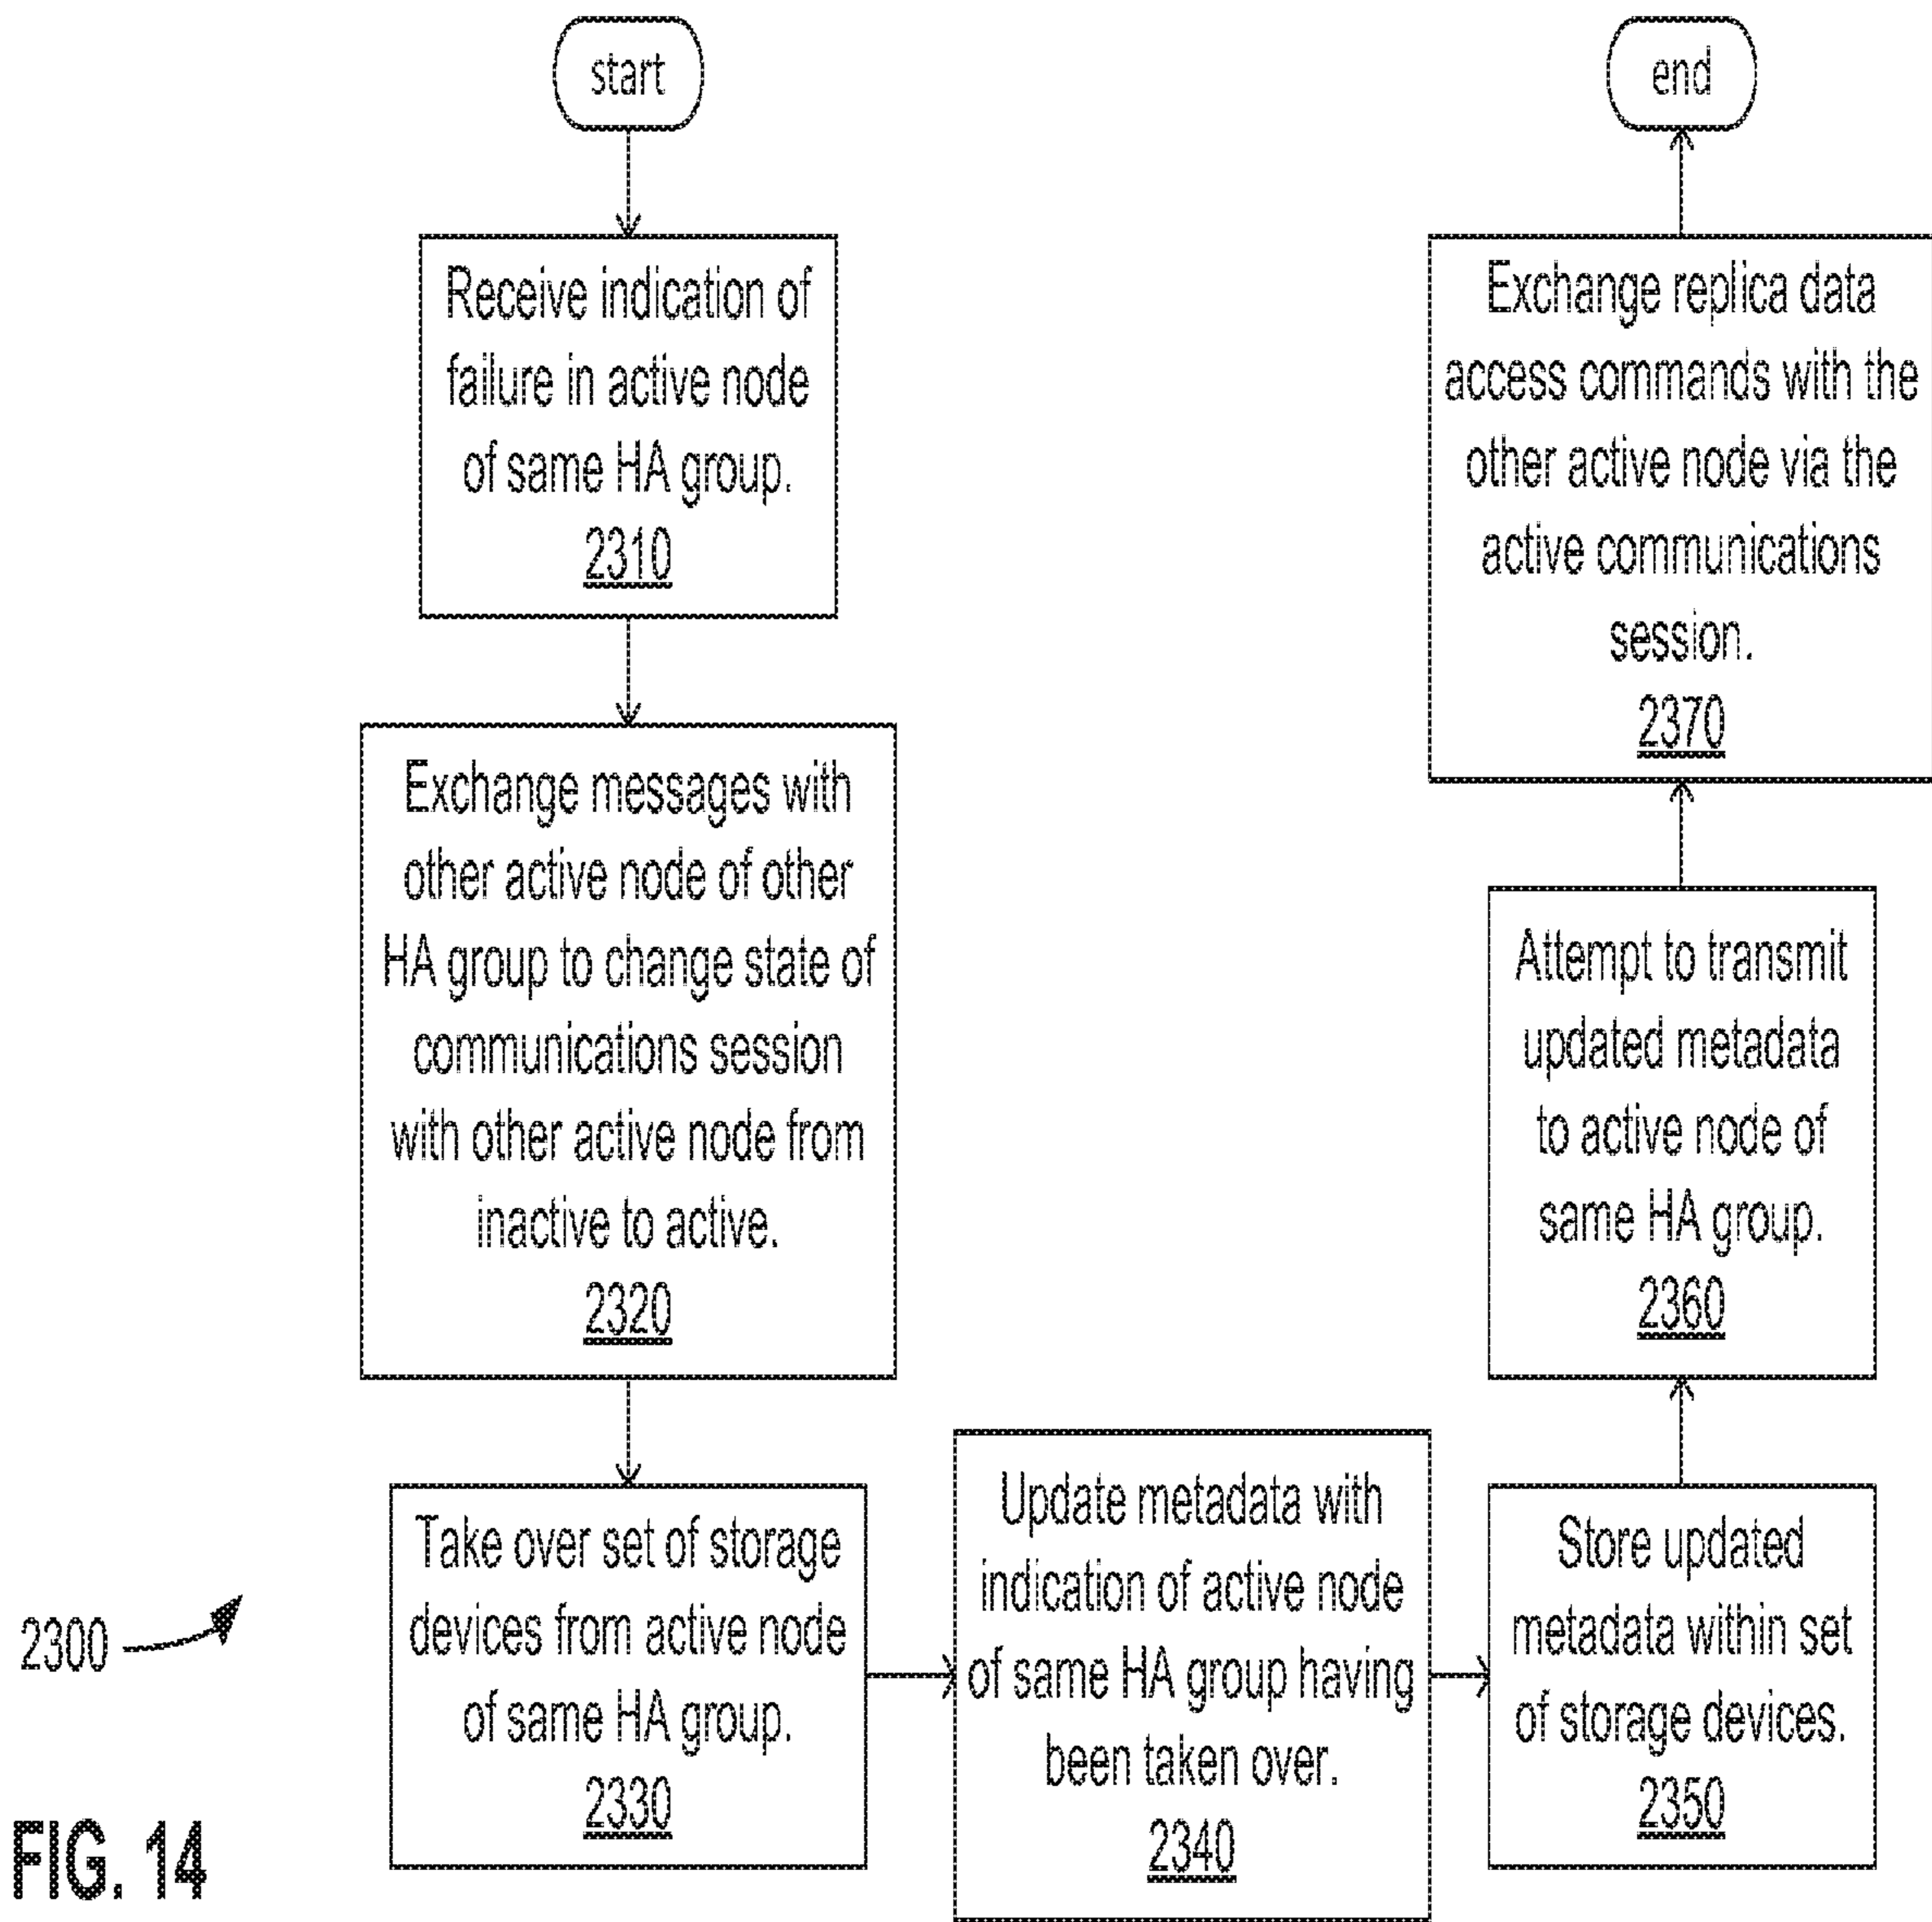 start
Receive indication of
failure in active node
of same HA group.
2310
Exchange messages with
other active node of other
HA group to change state of
communications session
with other active node from
inactive to active.
2320
Take over set of storage
devices from active node
of same HA group.
2330
Update metadata with
indication of active node
of same HA group having
been taken over.
2340
Store updated
metadata within set
of storage devices.
2350
Attempt to transmit
updated metadata
to active node of
same HA group.
2360
Exchange replica data
access commands with the
other active node via the
active communications
session.
2370
end
2300
FIG. 14